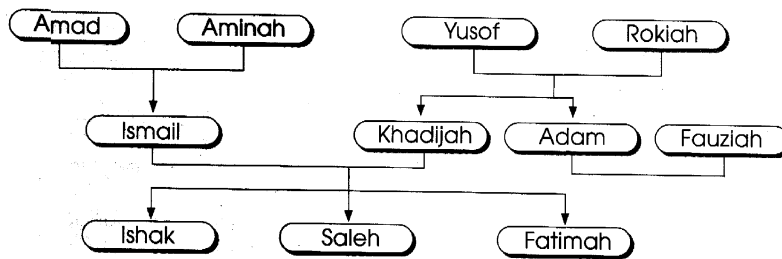 Amad
Aminah
Yusof
Rokiah
Ismail
Khadijah
Adam
Fauziah
Ishak
Saleh
Fatimah